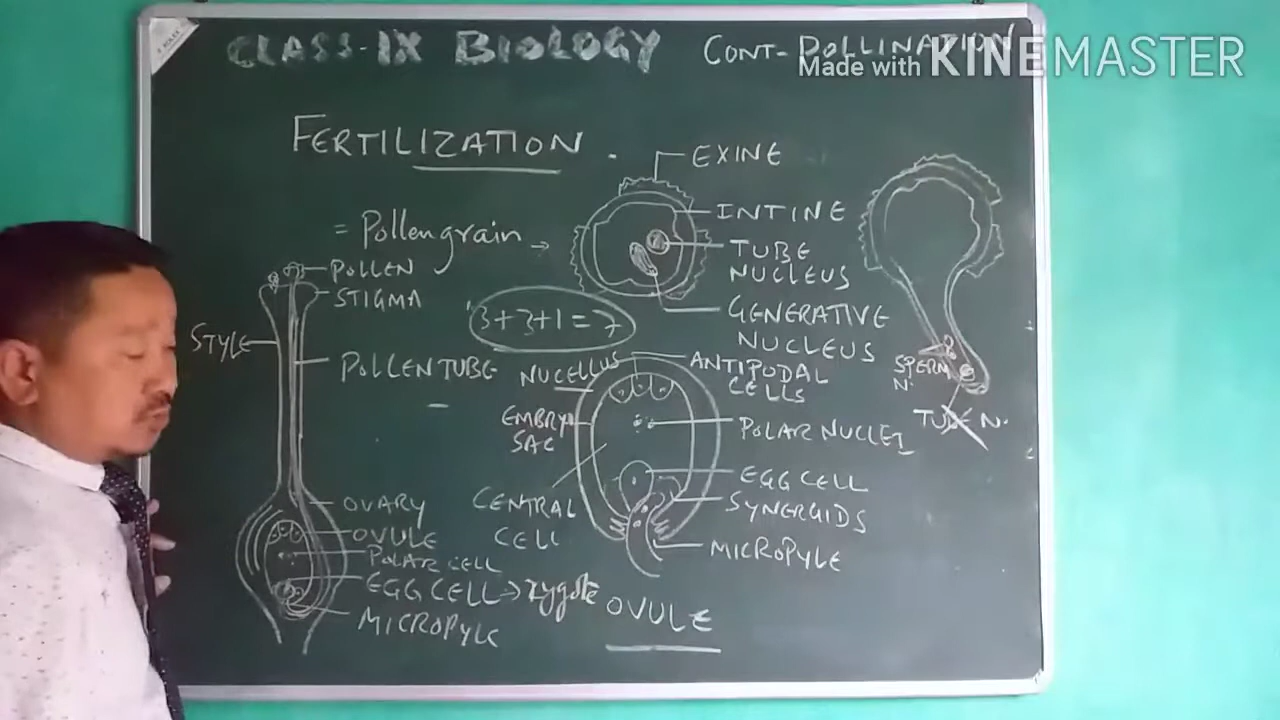 CLASS-IX BIOLOGY CONT- POLLINATION
Made with KINEMASTER
FERTILIZATION
EXINE
INTINE
= Pollen grain →
TUBE
NUCLEUS
GENERATIVE
NUCLEUS
POLLEN
STIGMA
STYLE
POLLEN TUBE
3+3+1=7
NUCELLUS
ANTIPODAL
CELLS
EMBRYO
SAC
POLAR NUCLEI
SPERM
N.
TUBE N.
EGG CELL
SYNERGIDS
CENTRAL
CELL
MICROPYLE
OVARY
OVULE
POLAR CELL
EGG CELL → zygote
MICROPYLE
OVULE